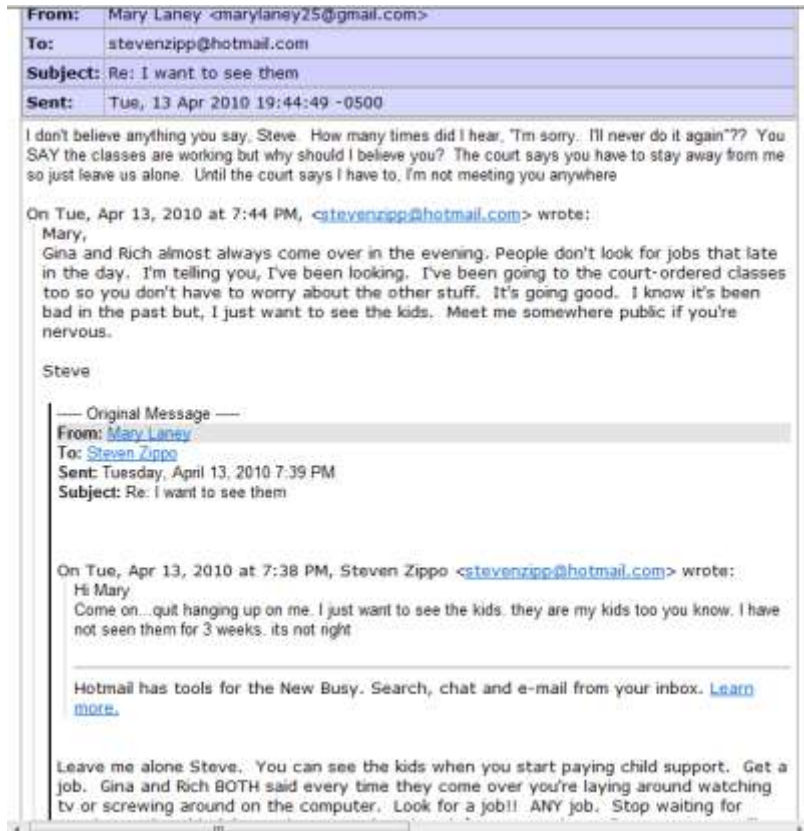 From: Mary Laney <marylaney25@gmail.com>
To: stevenzipp@hotmail.com
Subject: Re: I want to see them
Sent: Tue, 13 Apr 2010 19:44:49 -0500
I don't believe anything you say, Steve. How many times did I hear, "I'm sorry. I'll never do it again"?? You
SAY the classes are working but why should I believe you? The court says you have to stay away from me
so just leave us alone. Until the court says I have to, I'm not meeting you anywhere
On Tue, Apr 13, 2010 at 7:44 PM, <stevenzipp@hotmail.com> wrote:
Mary,
Gina and Rich almost always come over in the evening. People don't look for jobs that late
in the day. I'm telling you, I've been looking. I've been going to the court-ordered classes
too so you don't have to worry about the other stuff. It's going good. I know it's been
bad in the past but, I just want to see the kids. Meet me somewhere public if you're
nervous.
Steve
----- Original Message -----
From: Mary Laney
To: Steven Zippo
Sent: Tuesday, April 13, 2010 7:39 PM
Subject: Re: I want to see them
On Tue, Apr 13, 2010 at 7:38 PM, Steven Zippo <stevenzipp@hotmail.com> wrote:
Hi Mary
Come on...quit hanging up on me. I just want to see the kids. they are my kids too you know. I have
not seen them for 3 weeks. its not right
Hotmail has tools for the New Busy. Search, chat and e-mail from your inbox. Learn
more.
Leave me alone Steve. You can see the kids when you start paying child support. Get a
job. Gina and Rich BOTH said every time they come over you're laying around watching
tv or screwing around on the computer. Look for a job!! ANY job. Stop waiting for